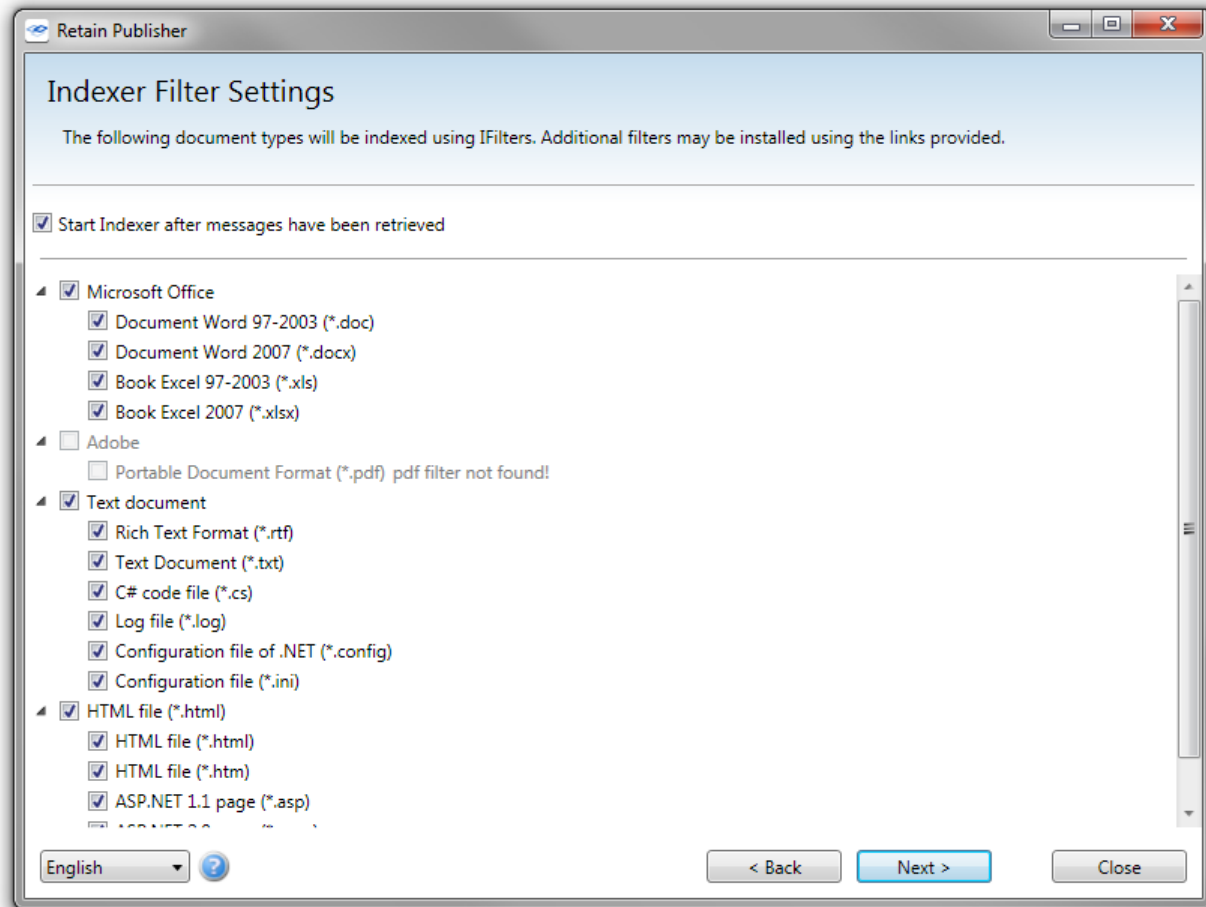 Retain Publisher
Indexer Filter Settings
The following document types will be indexed using IFilters. Additional filters may be installed using the links provided.
Start Indexer after messages have been retrieved
Microsoft Office
Document Word 97-2003 (*.doc)
Document Word 2007 (*.docx)
Book Excel 97-2003 (*.xls)
Book Excel 2007 (*.xlsx)
Adobe
Portable Document Format (*.pdf) pdf filter not found!
Text document
Rich Text Format (*.rtf)
Text Document (*.txt)
C# code file (*.cs)
Log file (*.log)
Configuration file of .NET (*.config)
Configuration file (*.ini)
HTML file (*.html)
HTML file (*.html)
HTML file (*.htm)
ASP.NET 1.1 page (*.asp)
English
< Back
Next >
Close